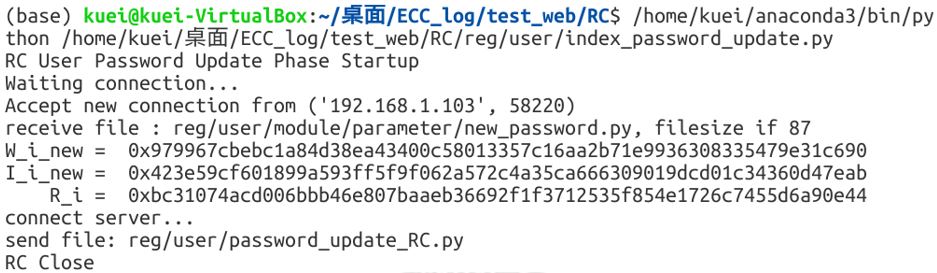 (base) kuei@kuei-VirtualBox:~/桌面/ECC_log/test_web/RC$ /home/kuei/anaconda3/bin/py
thon /home/kuei/桌面/ECC_log/test_web/RC/reg/user/index_password_update.py
RC User Password Update Phase Startup
Waiting connection...
Accept new connection from ('192.168.1.103', 58220)
receive file : reg/user/module/parameter/new_password.py, filesize if 87
W_i_new =  0x979967cbebc1a84d38ea43400c58013357c16aa2b71e9936308335479e31c690
I_i_new =  0x423e59cf601899a593ff5f9f062a572c4a35ca666309019dcd01c34360d47eab
    R_i =  0xbc31074acd006bbb46e807baaeb36692f1f3712535f854e1726c7455d6a90e44
connect server...
send file: reg/user/password_update_RC.py
RC Close